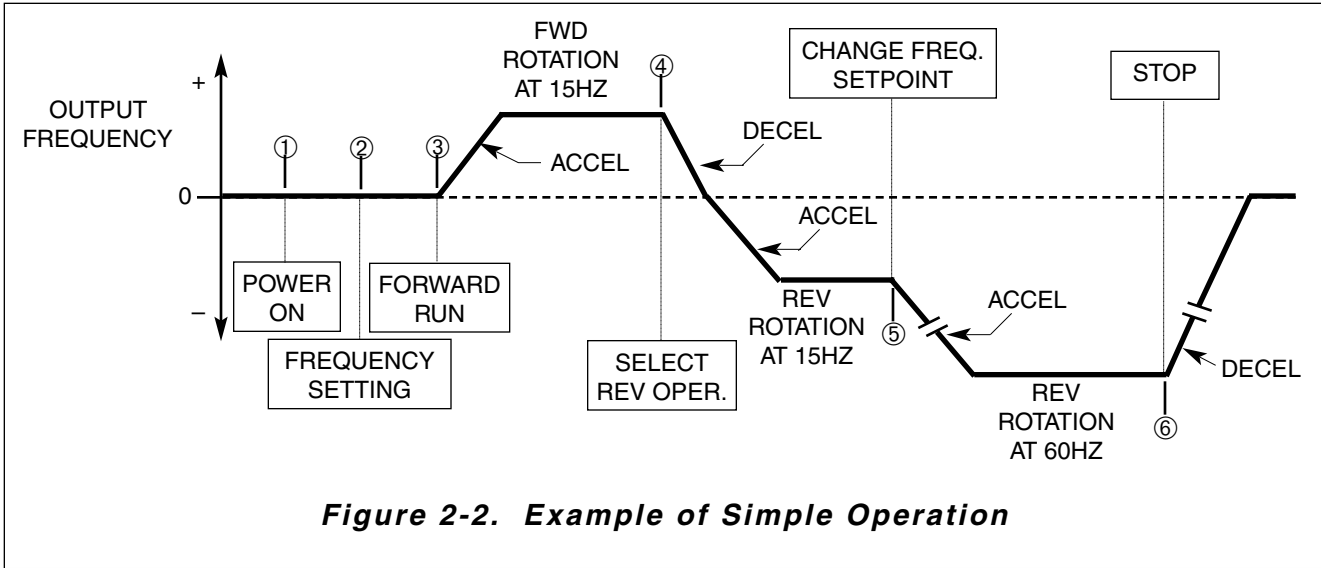 FWD
ROTATION
AT 15HZ
④
CHANGE FREQ.
SETPOINT
STOP
+
OUTPUT
FREQUENCY
①
②
③
DECEL
ACCEL
0
ACCEL
POWER
ON
FORWARD
RUN
–
REV
ROTATION
AT 15HZ
⑤
ACCEL
FREQUENCY
SETTING
SELECT
REV OPER.
DECEL
REV
ROTATION
AT 60HZ
⑥
Figure 2-2. Example of Simple Operation